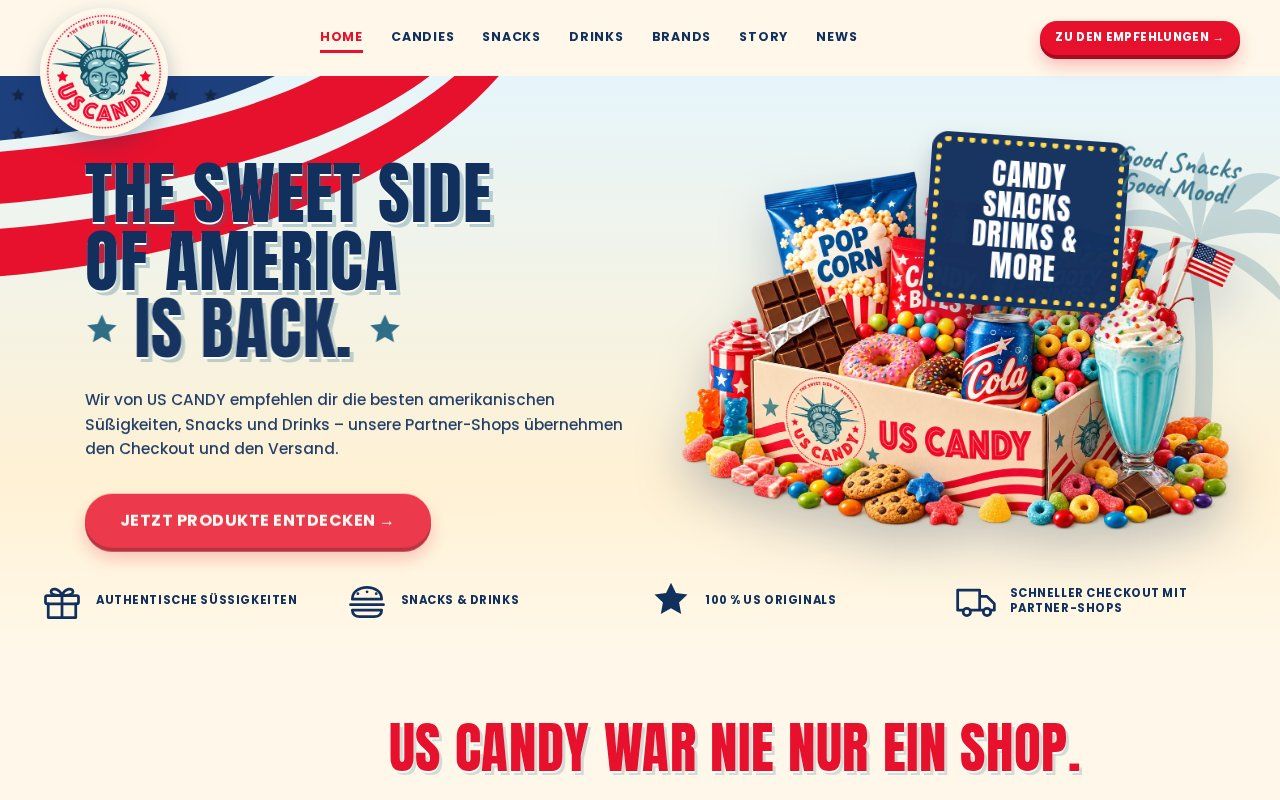 THE SWEET SIDE OF AMERICA
US CANDY
HOME
CANDIES
SNACKS
DRINKS
BRANDS
STORY
NEWS
ZU DEN EMPFEHLUNGEN →
THE SWEET SIDE
OF AMERICA
IS BACK.
Wir von US CANDY empfehlen dir die besten amerikanischen
Süßigkeiten, Snacks und Drinks – unsere Partner-Shops übernehmen
den Checkout und den Versand.
JETZT PRODUKTE ENTDECKEN →
CANDY
SNACKS
DRINKS &
MORE
Good Snacks
Good Mood!
POP
CORN
BITES
Cola
US CANDY
US CANDY
AUTHENTISCHE SÜSSIGKEITEN
SNACKS & DRINKS
100 % US ORIGINALS
SCHNELLER CHECKOUT MIT
PARTNER-SHOPS
US CANDY WAR NIE NUR EIN SHOP.